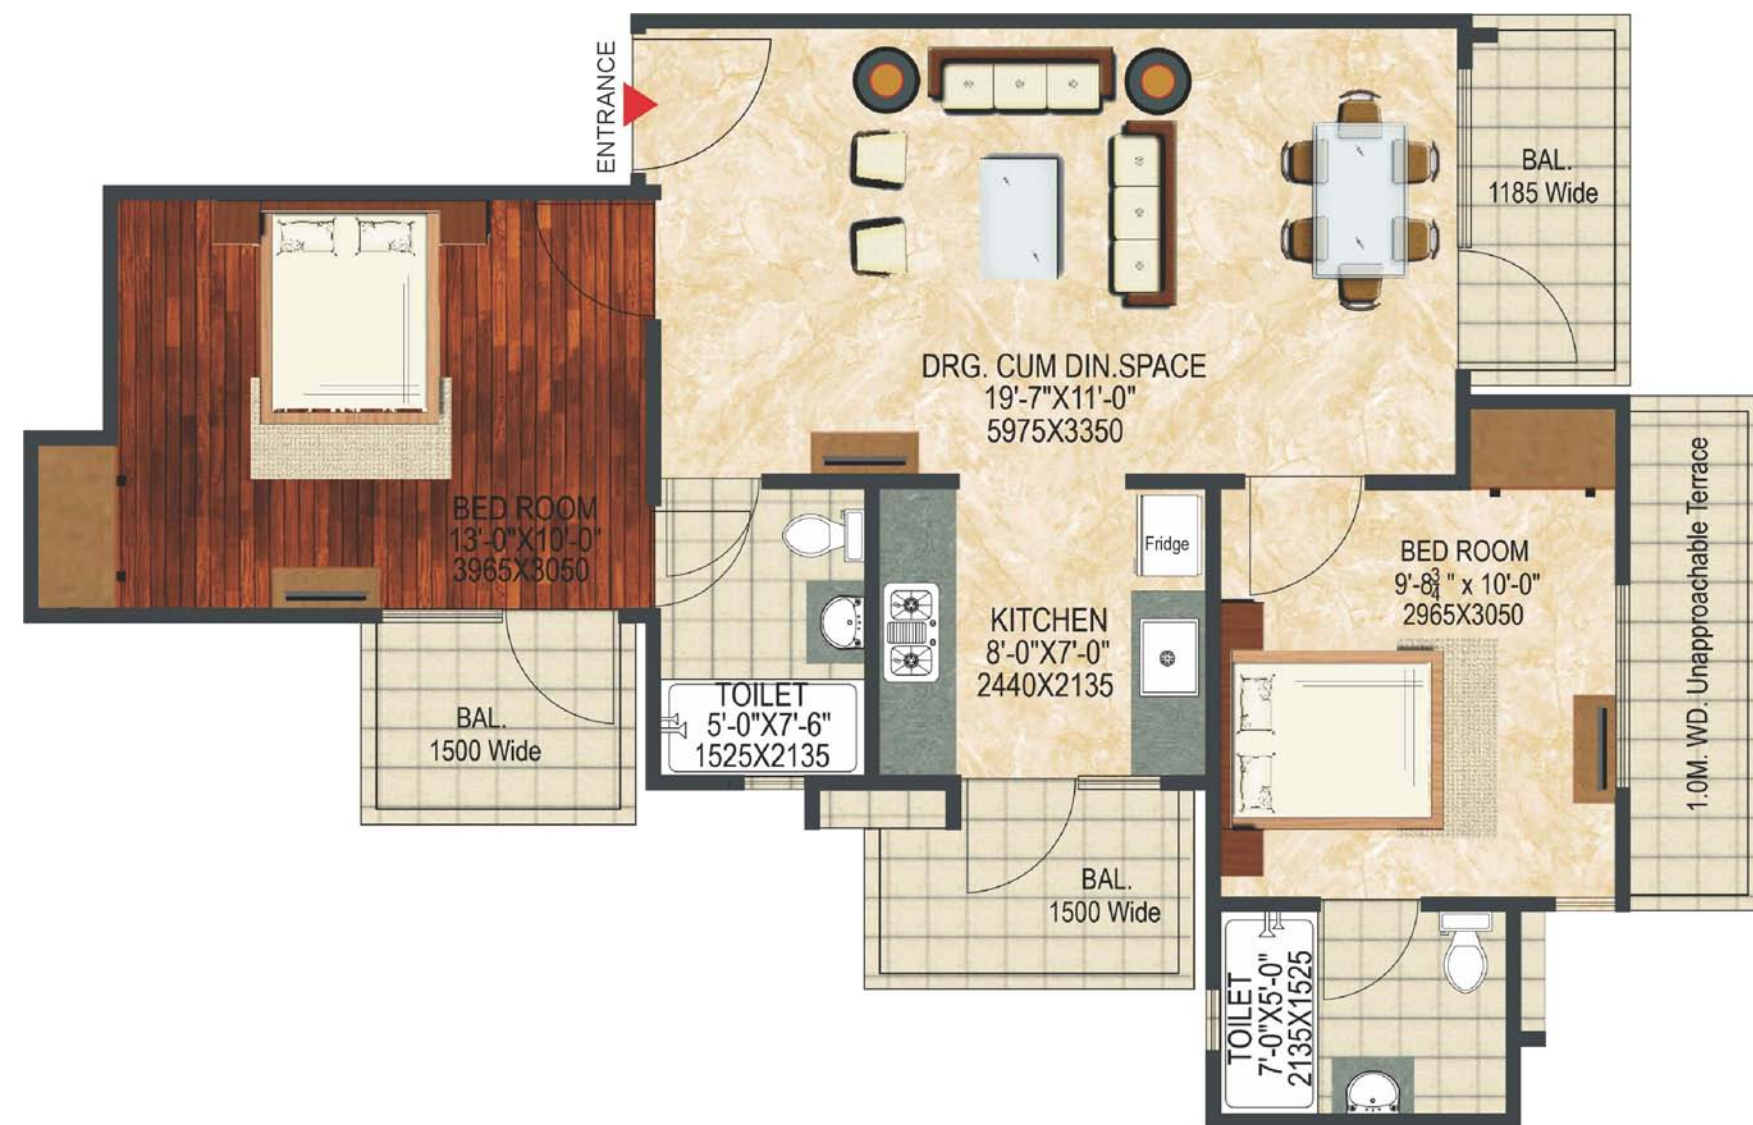 ENTRANCE
BAL.
1185 Wide
DRG. CUM DIN.SPACE
19'-7"X11'-0"
5975X3350
BED ROOM
13'-0"X10'-0"
3965X3050
Fridge
BED ROOM
9'-8¾" x 10'-0"
2965X3050
1.0M. WD. Unapproachable Terrace
KITCHEN
8'-0"X7'-0"
2440X2135
TOILET
5'-0"X7'-6"
1525X2135
BAL.
1500 Wide
BAL.
1500 Wide
TOILET
7'-0"X5'-0"
2135X1525